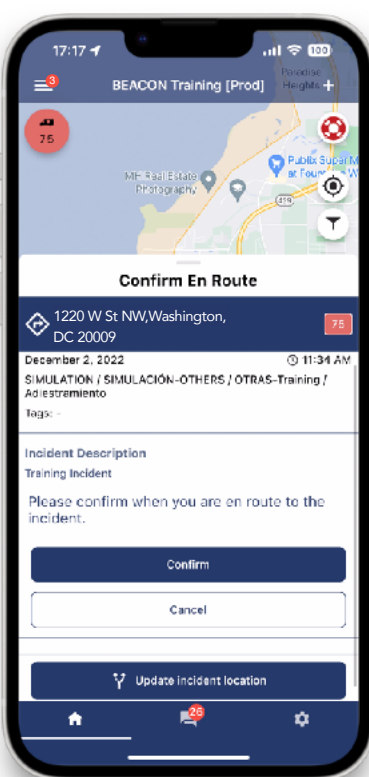 17:17
100
3
BEACON Training [Prod]
Paradise
Heights
75
MH Real Estate
Photography
Publix Super M
at Foun
W
Confirm En Route
1220 W St NW,Washington,
DC 20009
75
December 2, 2022
11:34 AM
SIMULATION / SIMULACIÓN-OTHERS / OTRAS-Training /
Adiestramiento
Tags: -
Incident Description
Training Incident
Please confirm when you are en route to the
incident.
Confirm
Cancel
Update incident location
26